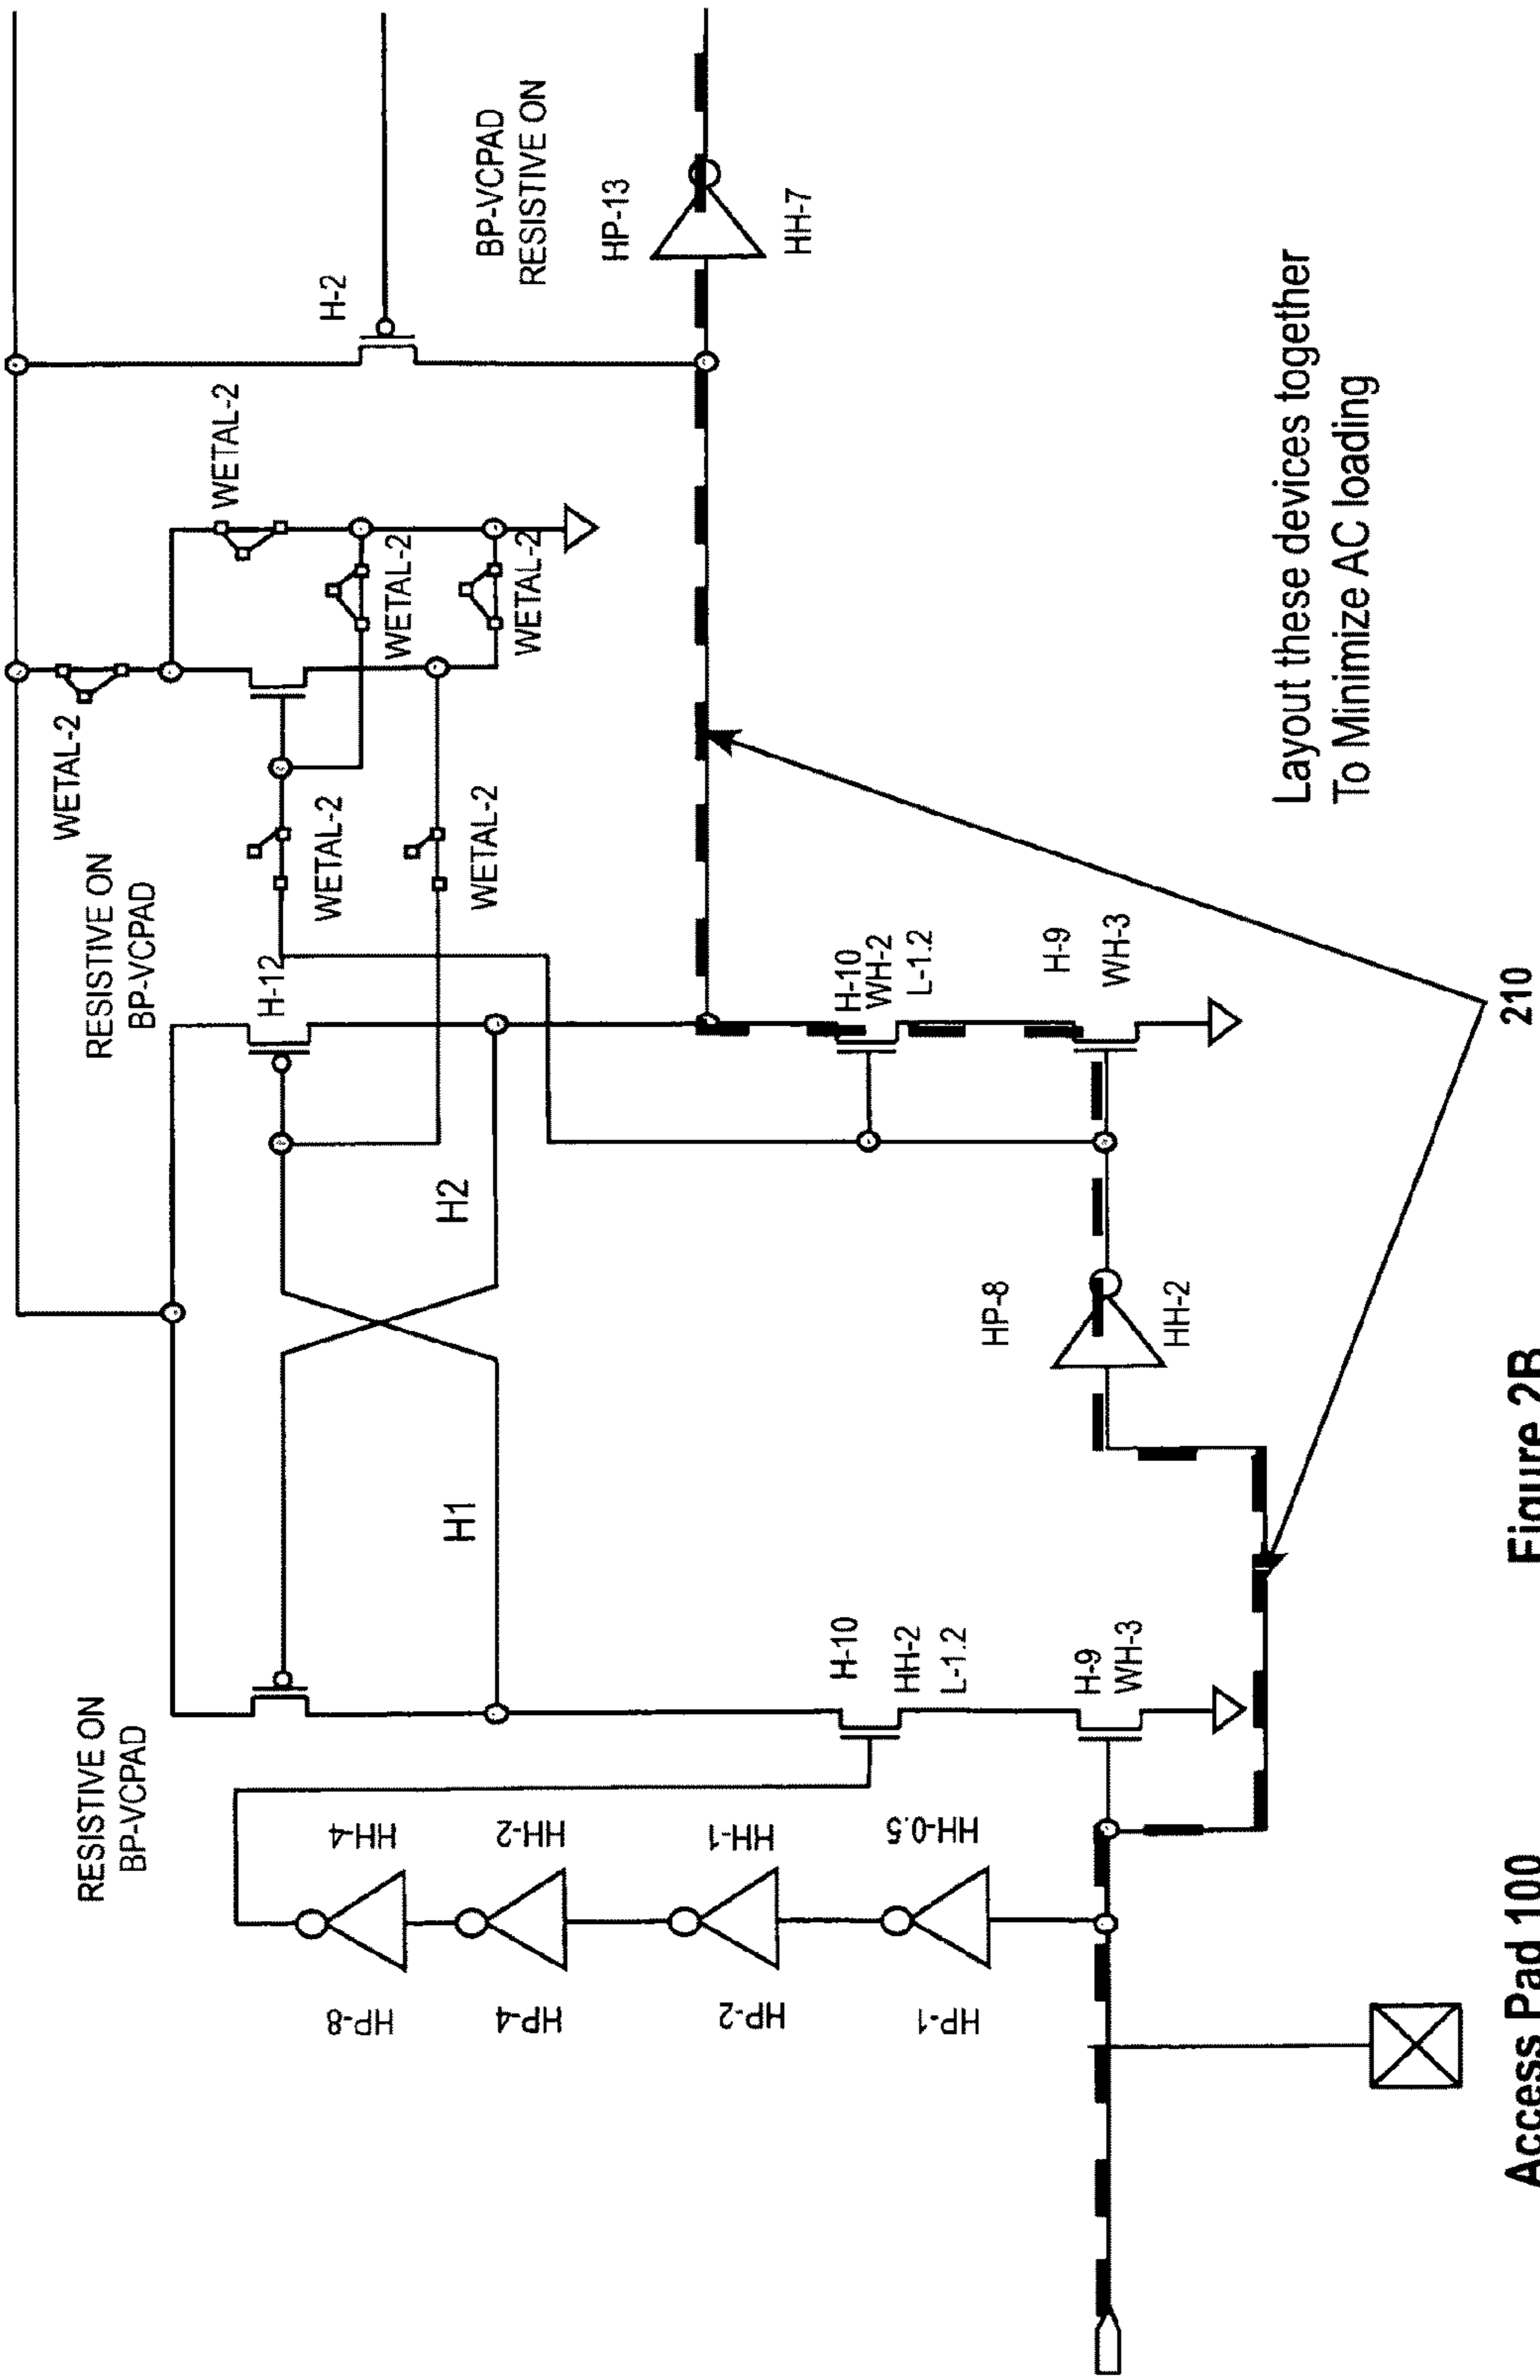 RESISTIVE ON
BP-VCPAD
RESISTIVE ON
BP-VCPAD
WETAL-2
WETAL-2
H-2
BP-VCPAD
RESISTIVE ON
H-12
WETAL-2
WETAL-2
WETAL-2
WETAL-2
HP-13
HH-7
H1
H2
HP-8
HH-4
HP-4
HH-2
HP-2
HH-1
HP-1
HH-0.5
H-10
HH-2
L-1.2
H-9
WH-3
HP-8
HH-2
H-10
WH-2
L-1.2
H-9
WH-3
Layout these devices together
To Minimize AC loading
210
Access Pad 100
Figure 2B